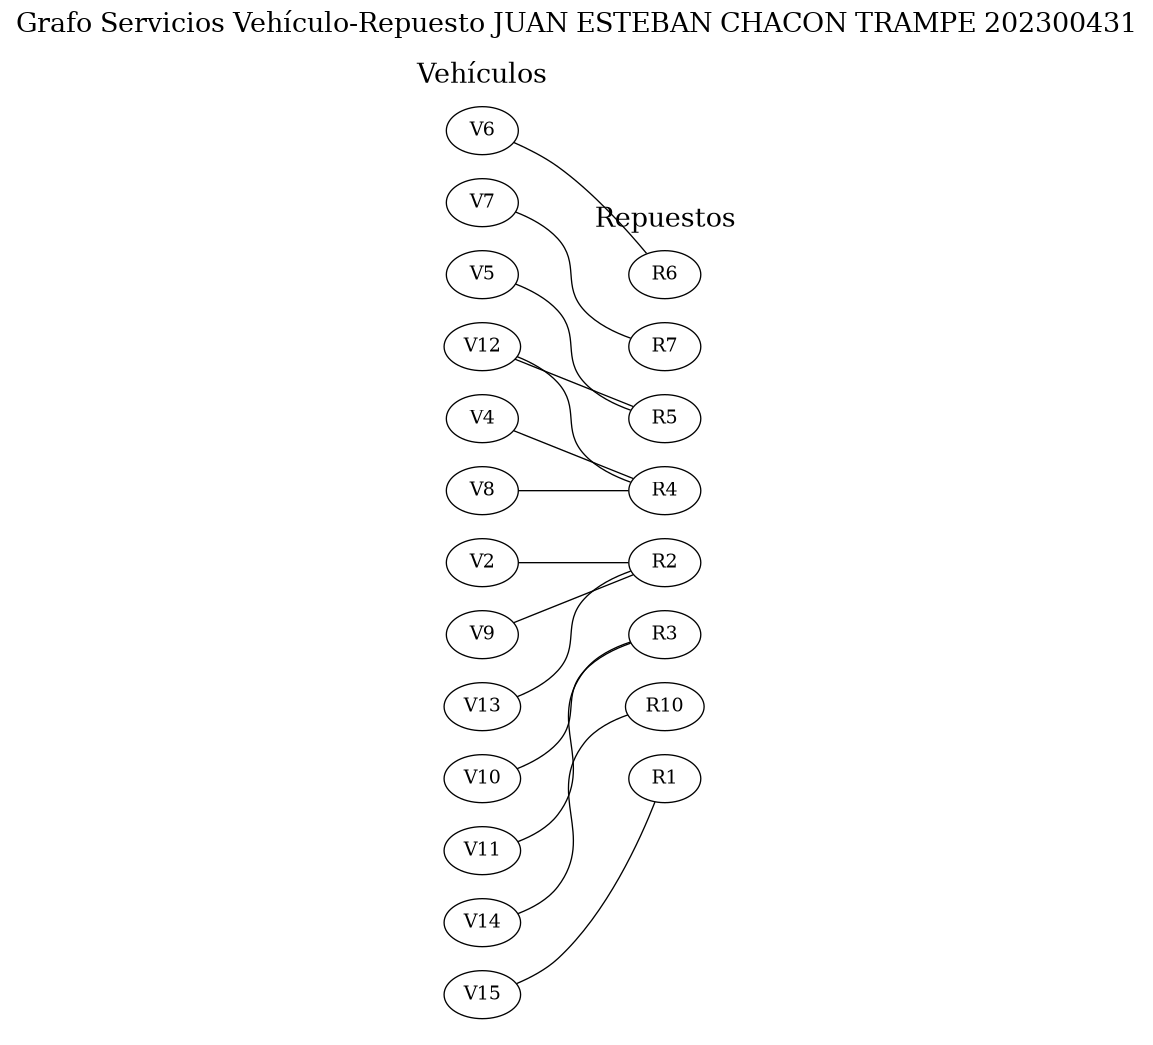 Grafo Servicios Vehículo-Repuesto JUAN ESTEBAN CHACON TRAMPE 202300431
Vehículos
V6
V7
V5
V12
V4
V8
V2
V9
V13
V10
V11
V14
V15
Repuestos
R6
R7
R5
R4
R2
R3
R10
R1